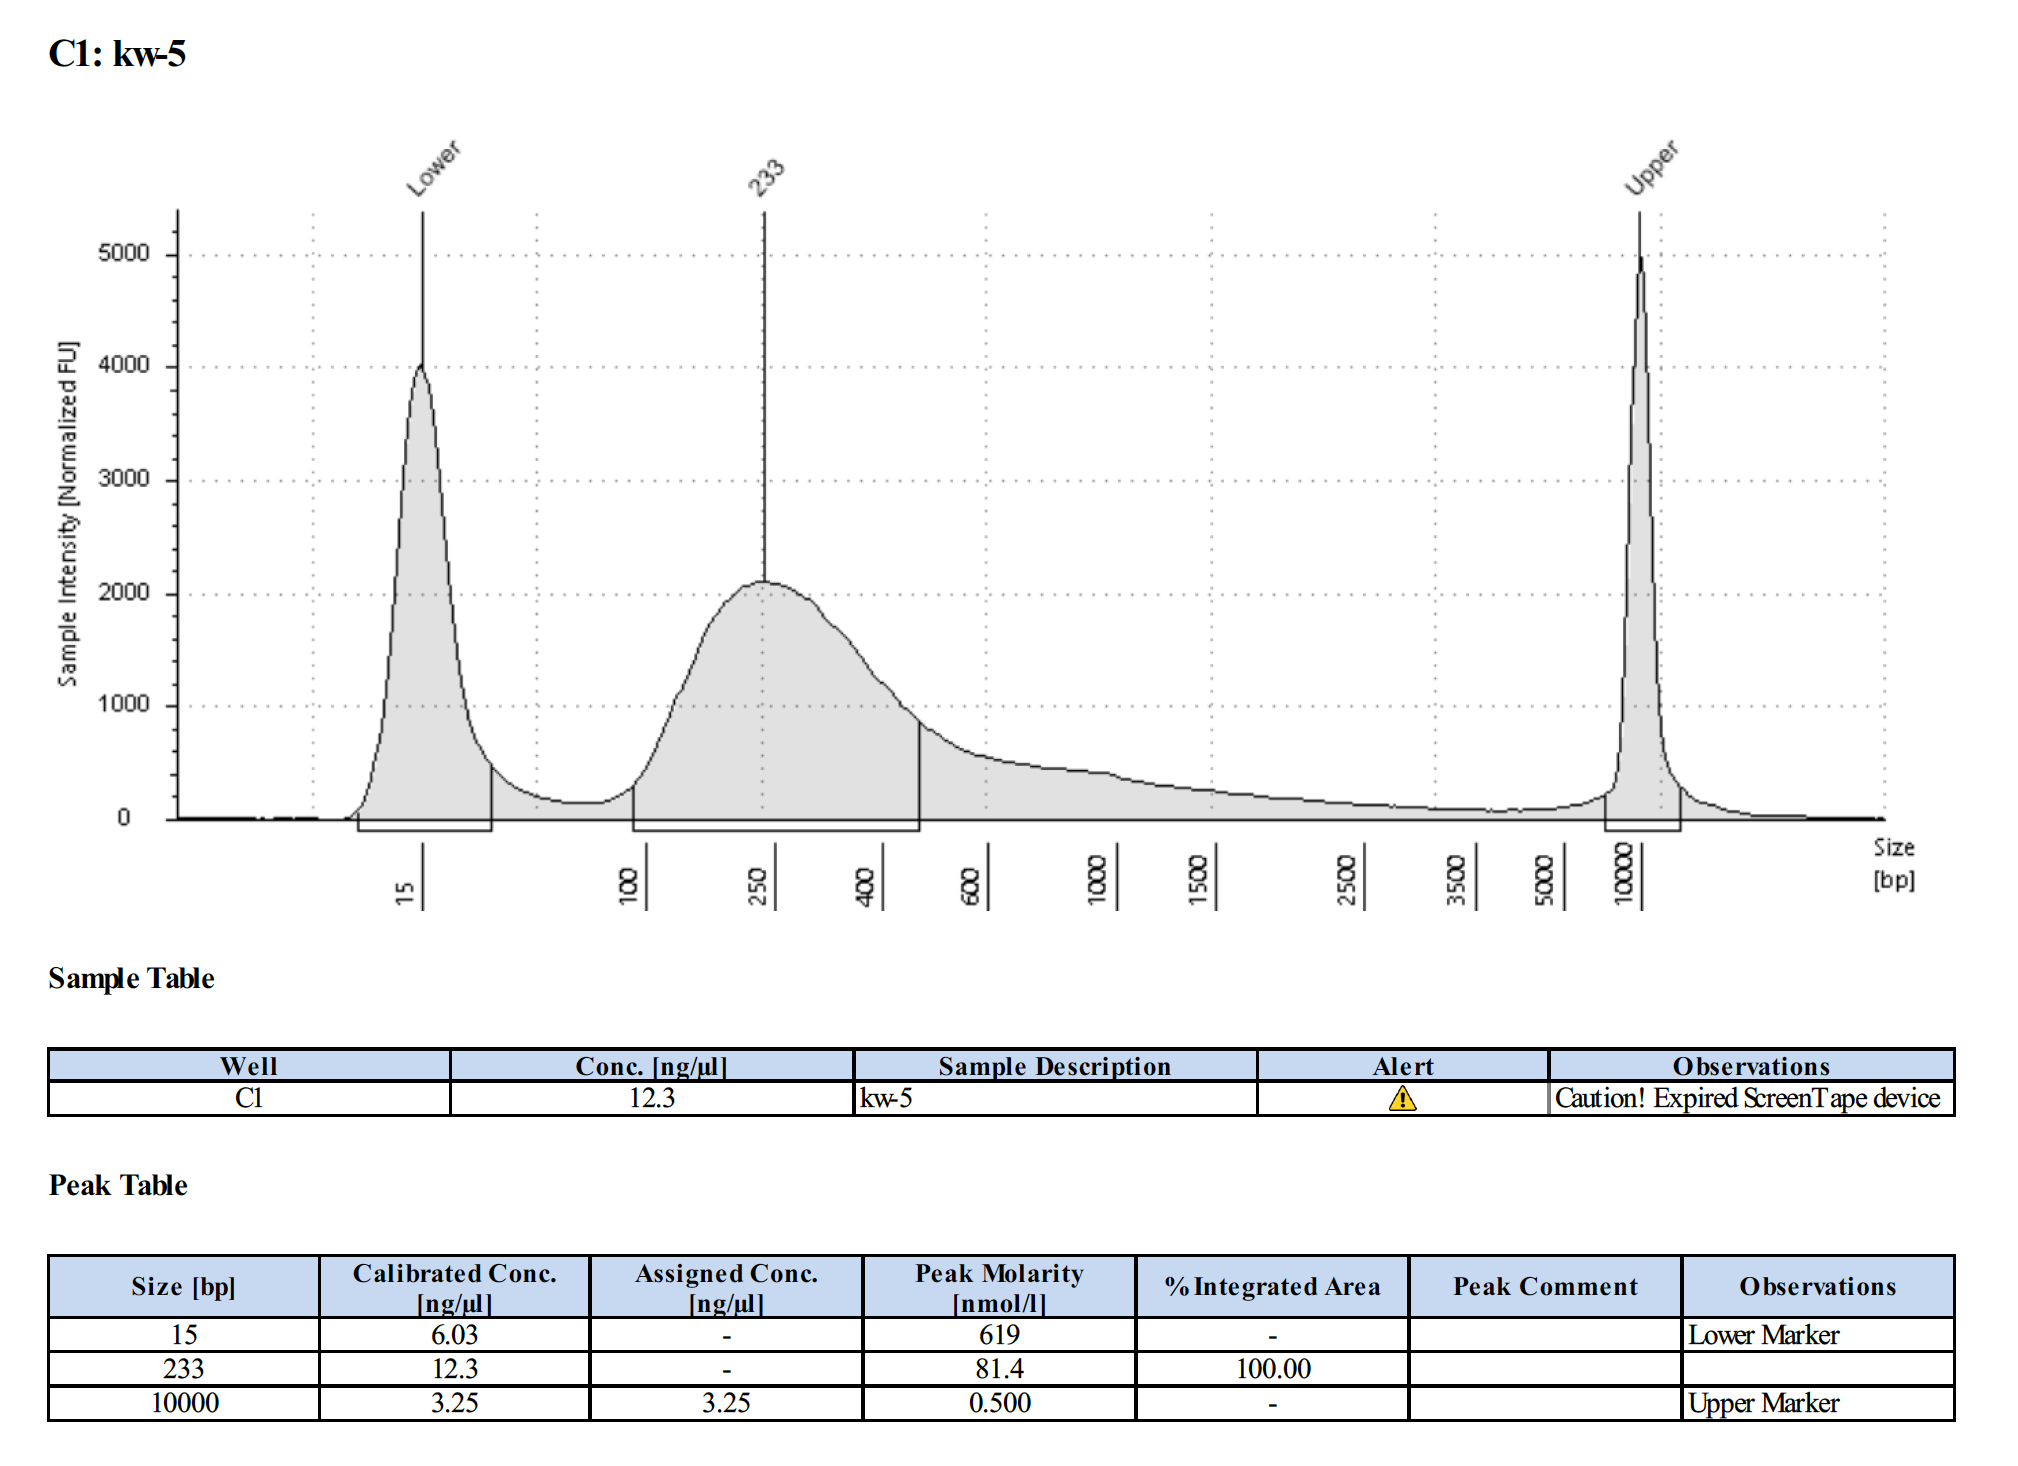 C1: kw-5
Lower
233
Upper
Sample Intensity [Normalized FU]
5000
4000
3000
2000
1000
0
15
100
250
400
600
1000
1500
2500
3500
5000
10000
Size
[bp]
Sample Table
Well Conc. [ng/µl] Sample Description Alert Observations
C1 12.3 kw-5 Caution! Expired ScreenTape device
Peak Table
Size [bp] Calibrated Conc. [ng/µl] Assigned Conc. [ng/µl] Peak Molarity [nmol/l] % Integrated Area Peak Comment Observations
15 6.03 - 619 - Lower Marker
233 12.3 - 81.4 100.00
10000 3.25 3.25 0.500 - Upper Marker